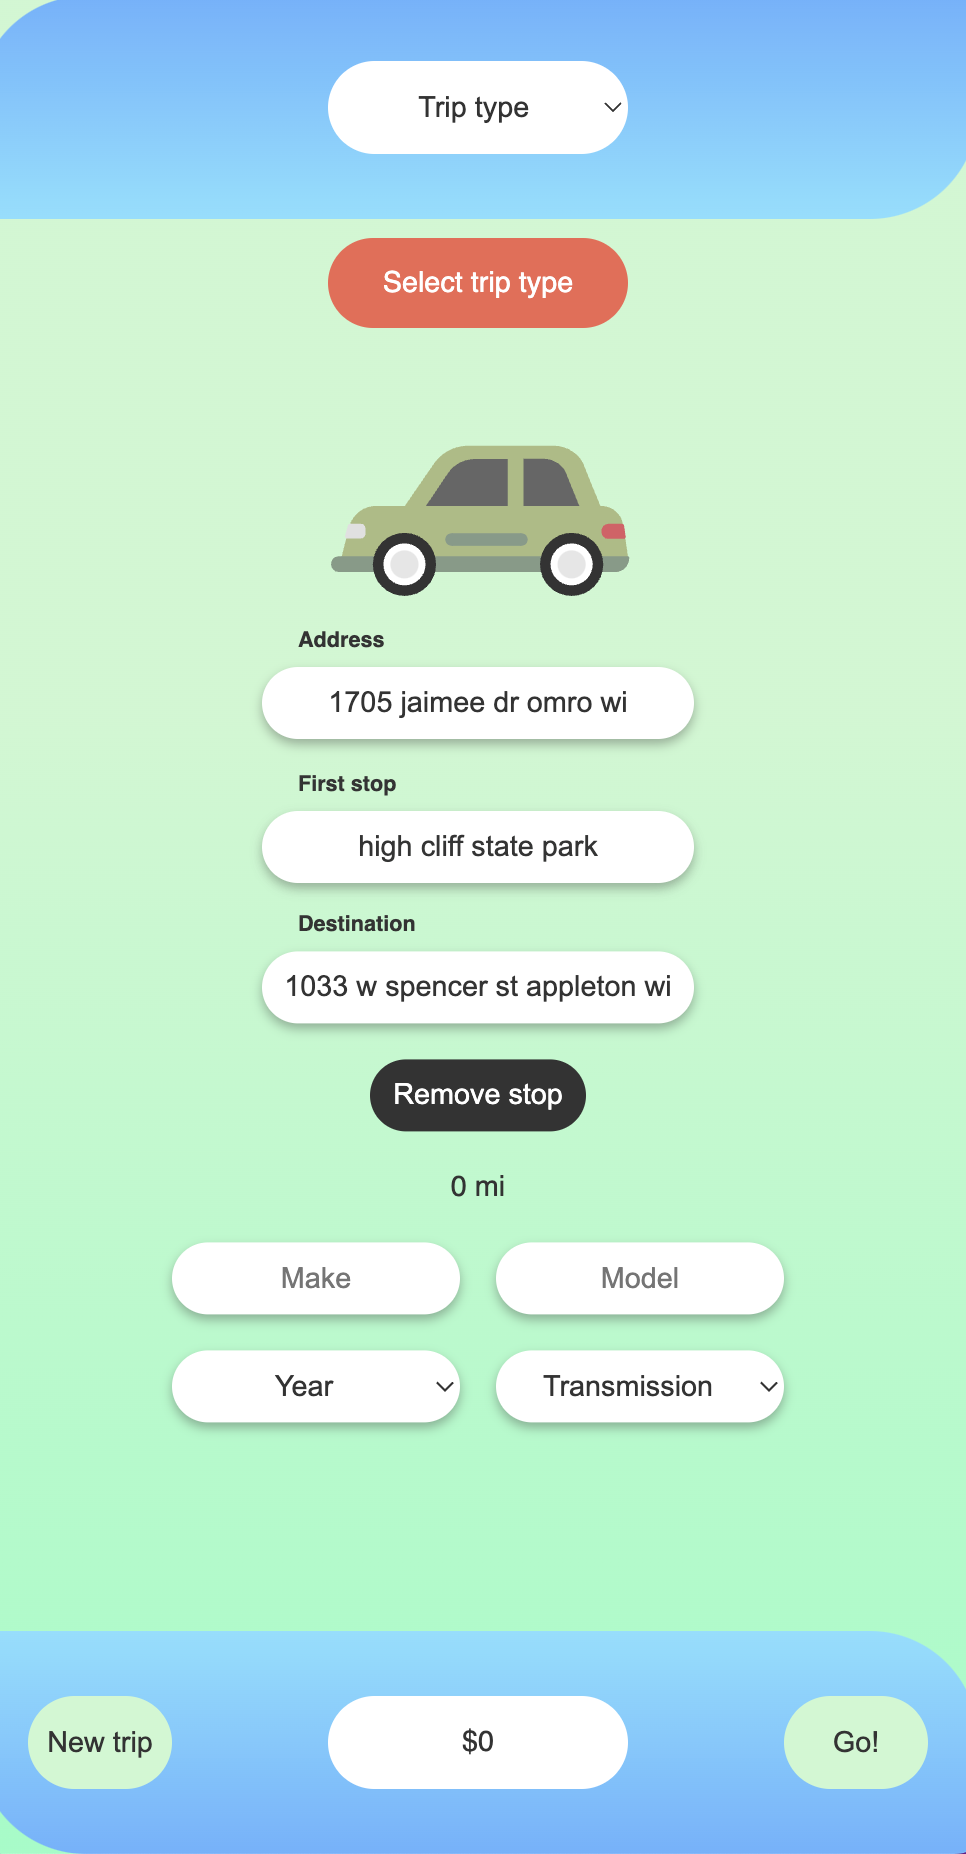 Trip type
Select trip type
Address
1705 jaimee dr omro wi
First stop
high cliff state park
Destination
1033 w spencer st appleton wi
Remove stop
0 mi
Make
Model
Year
Transmission
New trip
$0
Go!